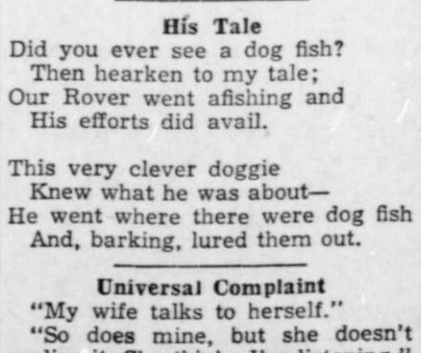 His Tale
Did you ever see a dog fish?
Then hearken to my tale;
Our Rover went afishing and
His efforts did avail.
This very clever doggie
Knew what he was about—
He went where there were dog fish
And, barking, lured them out.
Universal Complaint
"My wife talks to herself."
"So does mine, but she doesn't